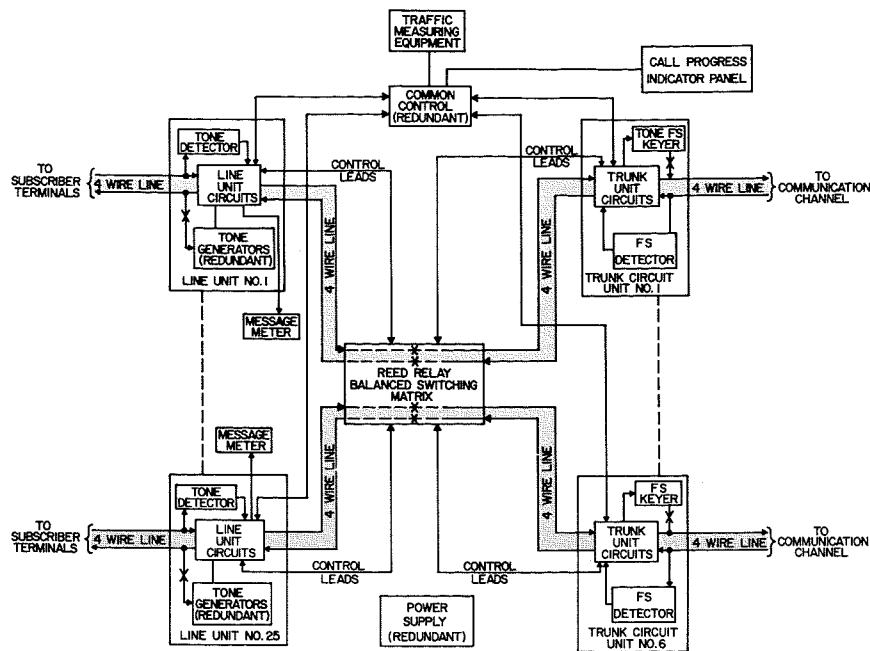 TRAFFIC
MEASURING
EQUIPMENT
CALL PROGRESS
INDICATOR PANEL
COMMON
CONTROL
(REDUNDANT)
TONE
DETECTOR
TO
SUBSCRIBER
TERMINALS
4 WIRE LINE
LINE
UNIT
CIRCUITS
TONE
GENERATORS
(REDUNDANT)
LINE UNIT NO.1
MESSAGE
METER
CONTROL
LEADS
4 WIRE LINE
CONTROL
LEADS
4 WIRE LINE
TONE FS
KEYER
TRUNK
UNIT
CIRCUITS
4 WIRE LINE
TO
COMMUNICATION
CHANNEL
FS
DETECTOR
TRUNK CIRCUIT
UNIT NO.1
REED RELAY
BALANCED SWITCHING
MATRIX
MESSAGE
METER
TONE
DETECTOR
TO
SUBSCRIBER
TERMINALS
4 WIRE LINE
LINE
UNIT
CIRCUITS
TONE
GENERATORS
(REDUNDANT)
LINE UNIT NO.25
4 WIRE LINE
CONTROL
LEADS
POWER
SUPPLY
(REDUNDANT)
4 WIRE LINE
CONTROL
LEADS
FS
KEYER
TRUNK
UNIT
CIRCUITS
4 WIRE LINE
TO
COMMUNICATION
CHANNEL
FS
DETECTOR
TRUNK CIRCUIT
UNIT NO.6